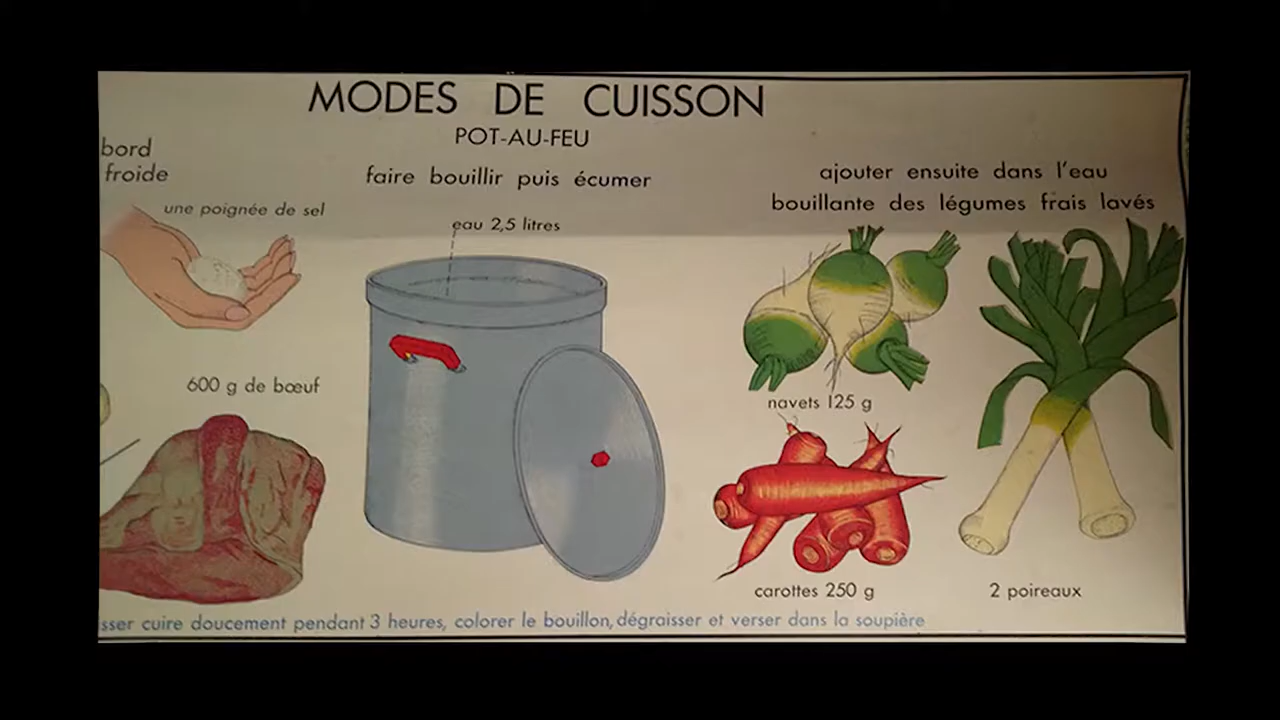 MODES DE CUISSON
POT-AU-FEU
bord
froide
une poignée de sel
600 g de bœuf
faire bouillir puis écumer
eau 2,5 litres
ajouter ensuite dans l'eau
bouillante des légumes frais lavés
navets 125 g
carottes 250 g
2 poireaux
sser cuire doucement pendant 3 heures, colorer le bouillon, dégraisser et verser dans la soupière